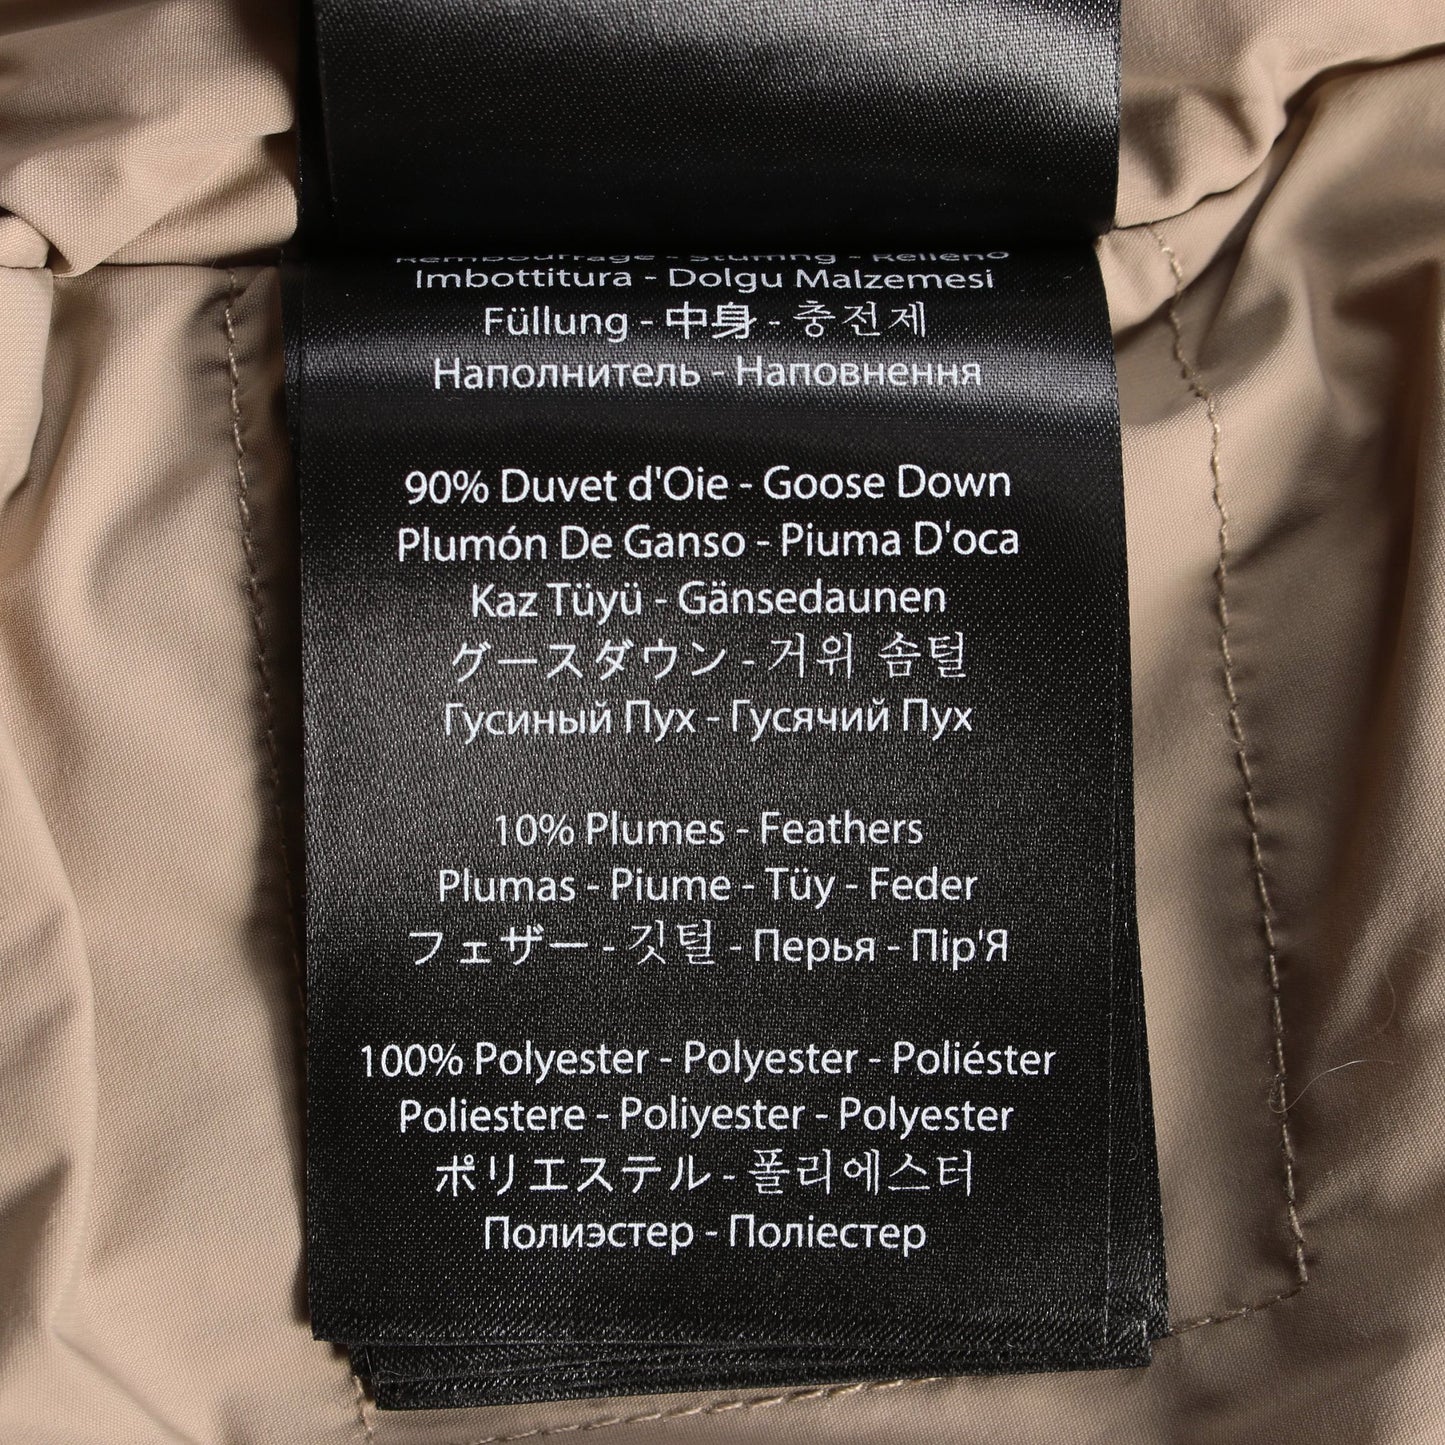 Rembourrage - Stuffing - Relleno
Imbottitura - Dolgu Malzemesi
Füllung - 中身 - 충전제
Наполнитель - Наповнення
90% Duvet d'Oie - Goose Down
Plumón De Ganso - Piuma D'oca
Kaz Tüyü - Gänsedaunen
グースダウン - 거위 솜털
Гусиный Пух - Гусячий Пух
10% Plumes - Feathers
Plumas - Piume - Tüy - Feder
フェザー - 깃털 - Перья - Пір'Я
100% Polyester - Polyester - Poliéster
Poliestere - Poliyester - Polyester
ポリエステル - 폴리에스터
Полиэстер - Поліестер